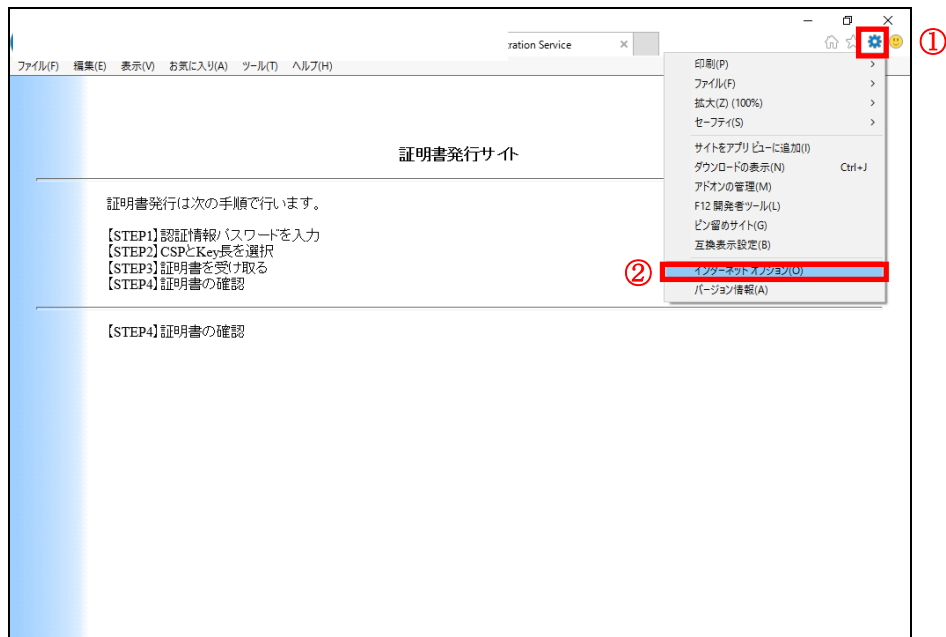 ration Service
①
ファイル(F) 編集(E) 表示(V) お気に入り(A) ツール(T) ヘルプ(H)
印刷(P)
ファイル(F)
拡大(Z) (100%)
セーフティ(S)
サイトをアプリ ビューに追加(I)
ダウンロードの表示(N) Ctrl+J
アドオンの管理(M)
F12 開発者ツール(L)
ピン留めサイト(G)
互換表示設定(B)
②
インターネット オプション(O)
バージョン情報(A)
証明書発行サイト
証明書発行は次の手順で行います。
【STEP1】認証情報パスワードを入力
【STEP2】CSPとKey長を選択
【STEP3】証明書を受け取る
【STEP4】証明書の確認
【STEP4】証明書の確認